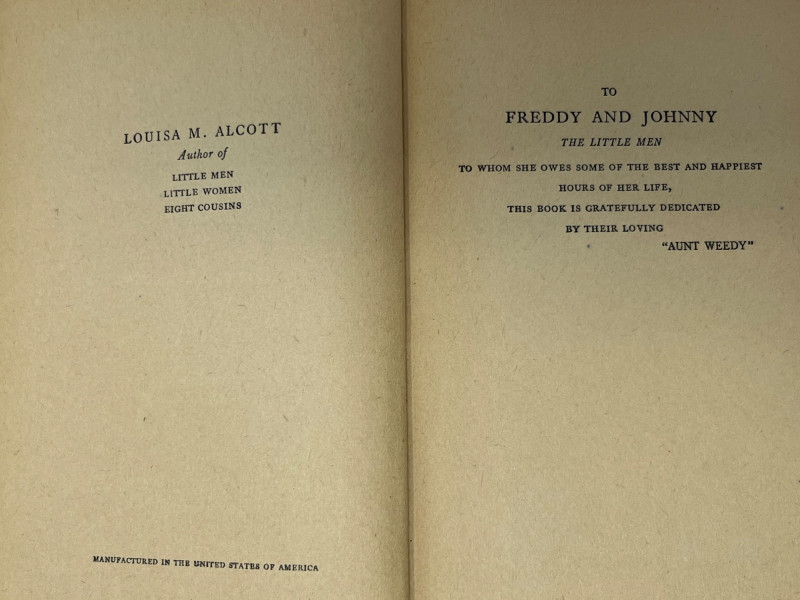 LOUISA M. ALCOTT
Author of
LITTLE MEN
LITTLE WOMEN
EIGHT COUSINS
MANUFACTURED IN THE UNITED STATES OF AMERICA
TO
FREDDY AND JOHNNY
THE LITTLE MEN
TO WHOM SHE OWES SOME OF THE BEST AND HAPPIEST
HOURS OF HER LIFE,
THIS BOOK IS GRATEFULLY DEDICATED
BY THEIR LOVING
“AUNT WEEDY”